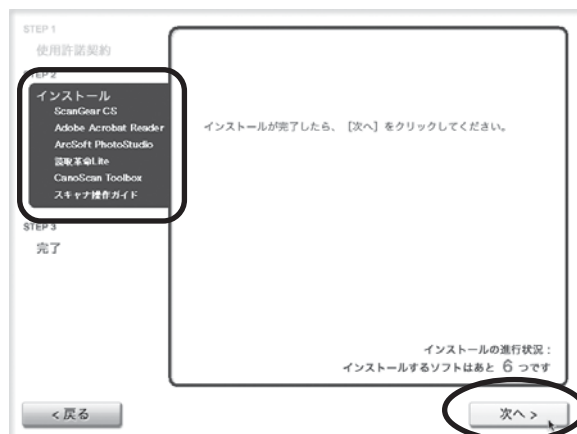 STEP 1
使用許諾契約
STEP 2
インストール
ScanGear CS
Adobe Acrobat Reader
ArcSoft PhotoStudio
読取革命Lite
CanoScan Toolbox
スキャナ操作ガイド
STEP 3
完了
インストールが完了したら、［次へ］をクリックしてください。
インストールの進行状況：
インストールするソフトはあと 6 つです
<戻る
次へ>